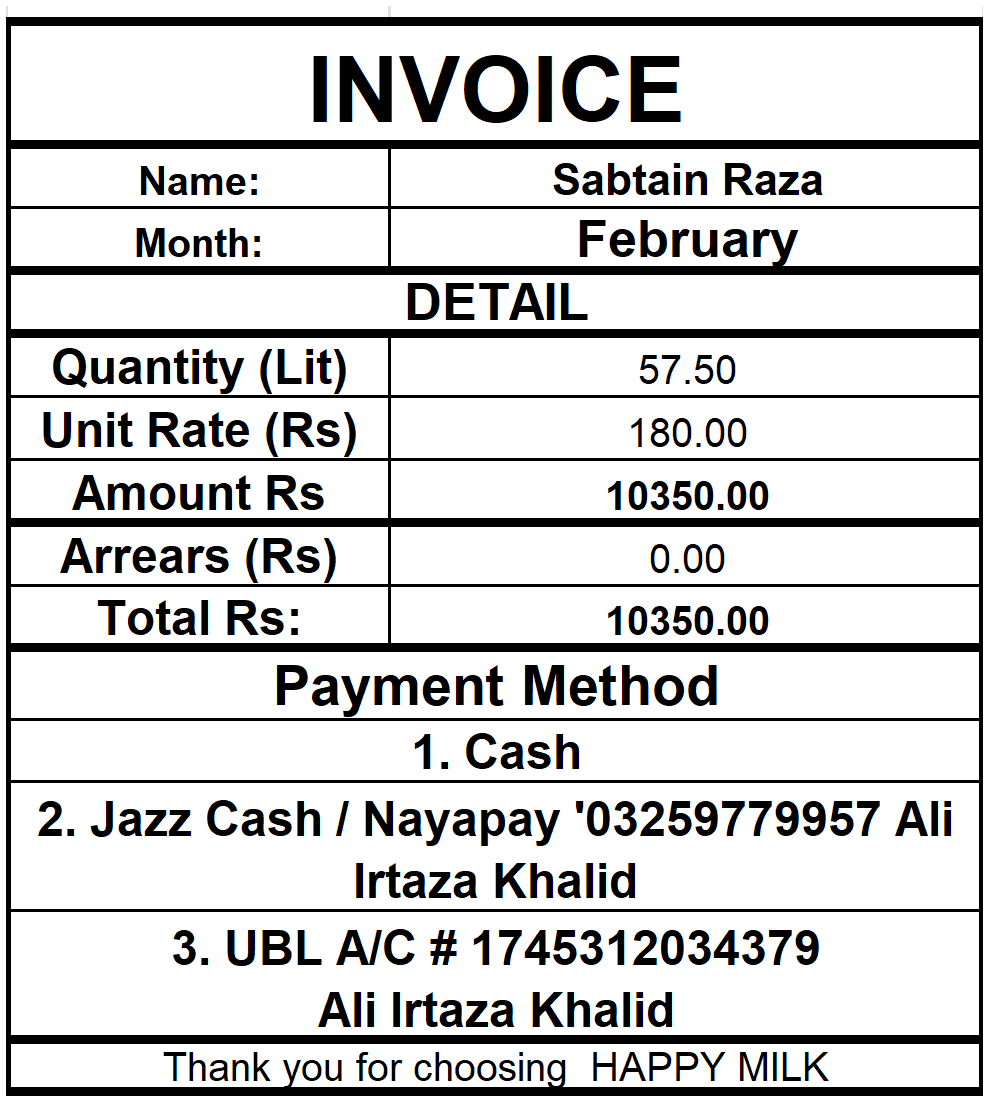 INVOICE
Name: Sabtain Raza
Month: February
DETAIL
Quantity (Lit) 57.50
Unit Rate (Rs) 180.00
Amount Rs 10350.00
Arrears (Rs) 0.00
Total Rs: 10350.00
Payment Method
1. Cash
2. Jazz Cash / Nayapay '03259779957 Ali
Irtaza Khalid
3. UBL A/C # 1745312034379
Ali Irtaza Khalid
Thank you for choosing  HAPPY MILK